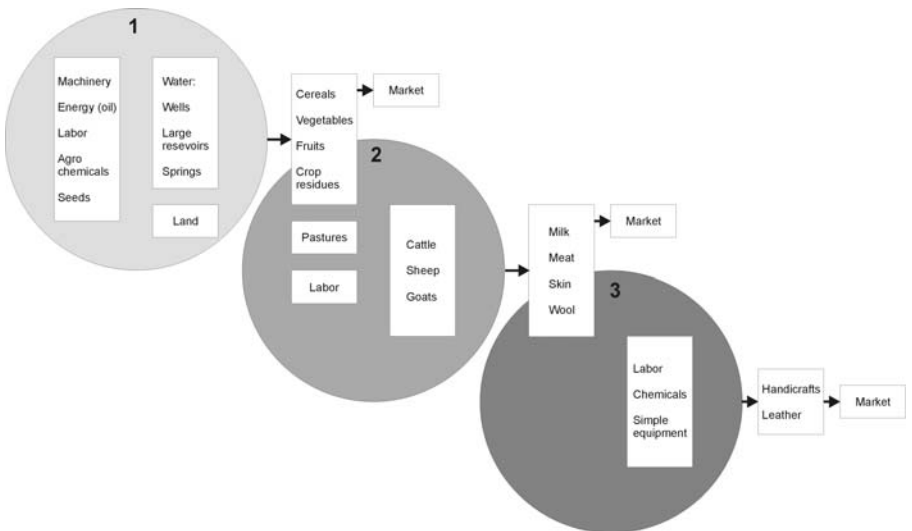 1
Machinery
Energy (oil)
Labor
Agro
chemicals
Seeds
Water:
Wells
Large
resevoirs
Springs
Land
Cereals
Vegetables
Fruits
Crop
residues
Market
2
Pastures
Labor
Cattle
Sheep
Goats
Milk
Meat
Skin
Wool
Market
3
Labor
Chemicals
Simple
equipment
Handicrafts
Leather
Market